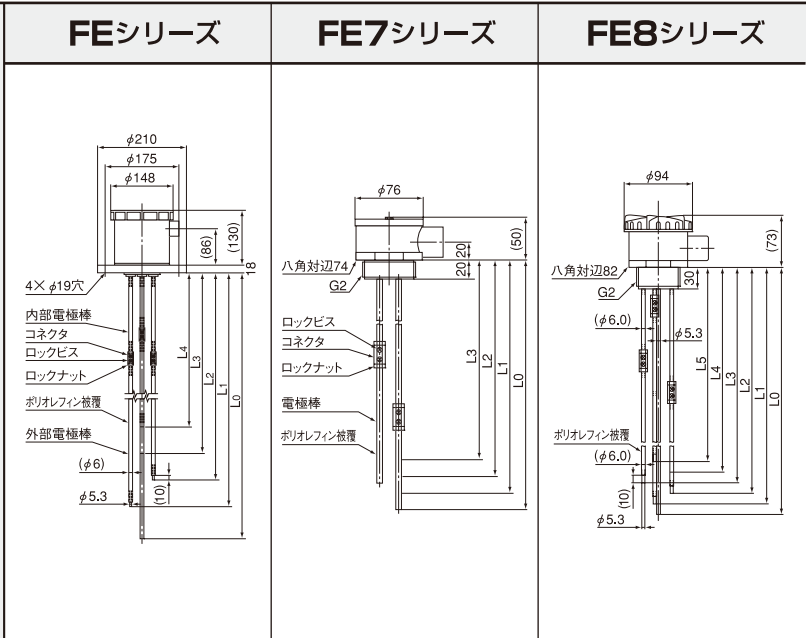 FEシリーズ
FE7シリーズ
FE8シリーズ
φ210
φ175
φ148
(86)
(130)
8
4×φ19穴
内部電極棒
コネクタ
ロックビス
ロックナット
ポリオレフィン被覆
外部電極棒
(φ6)
φ5.3
(10)
L4
L3
L2
L1
L0
φ76
(50)
20
20
八角対辺74
G2
ロックビス
コネクタ
ロックナット
電極棒
ポリオレフィン被覆
L3
L2
L1
L0
φ94
(73)
八角対辺82
G2
30
(φ6.0)
φ5.3
ポリオレフィン被覆
(φ6.0)
(10)
φ5.3
L5
L4
L3
L2
L1
L0